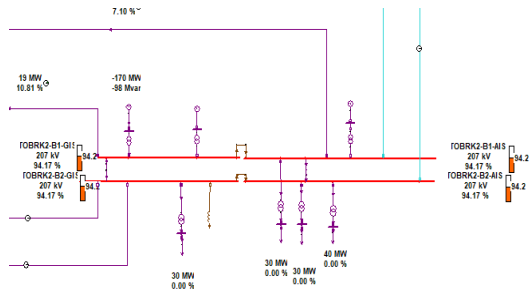 7.10 %
19 MW
10.81 %
-170 MW
-98 Mvar
TOBRK2-B1-GIS
207 kV
94.17 %
94.2
TOBRK2-B2-GIS
207 kV
94.17 %
94.2
TOBRK2-B1-AIS
207 kV
94.17 %
94.2
TOBRK2-B2-AIS
207 kV
94.17 %
94.2
30 MW
0.00 %
30 MW
0.00 %
30 MW
0.00 %
40 MW
0.00 %